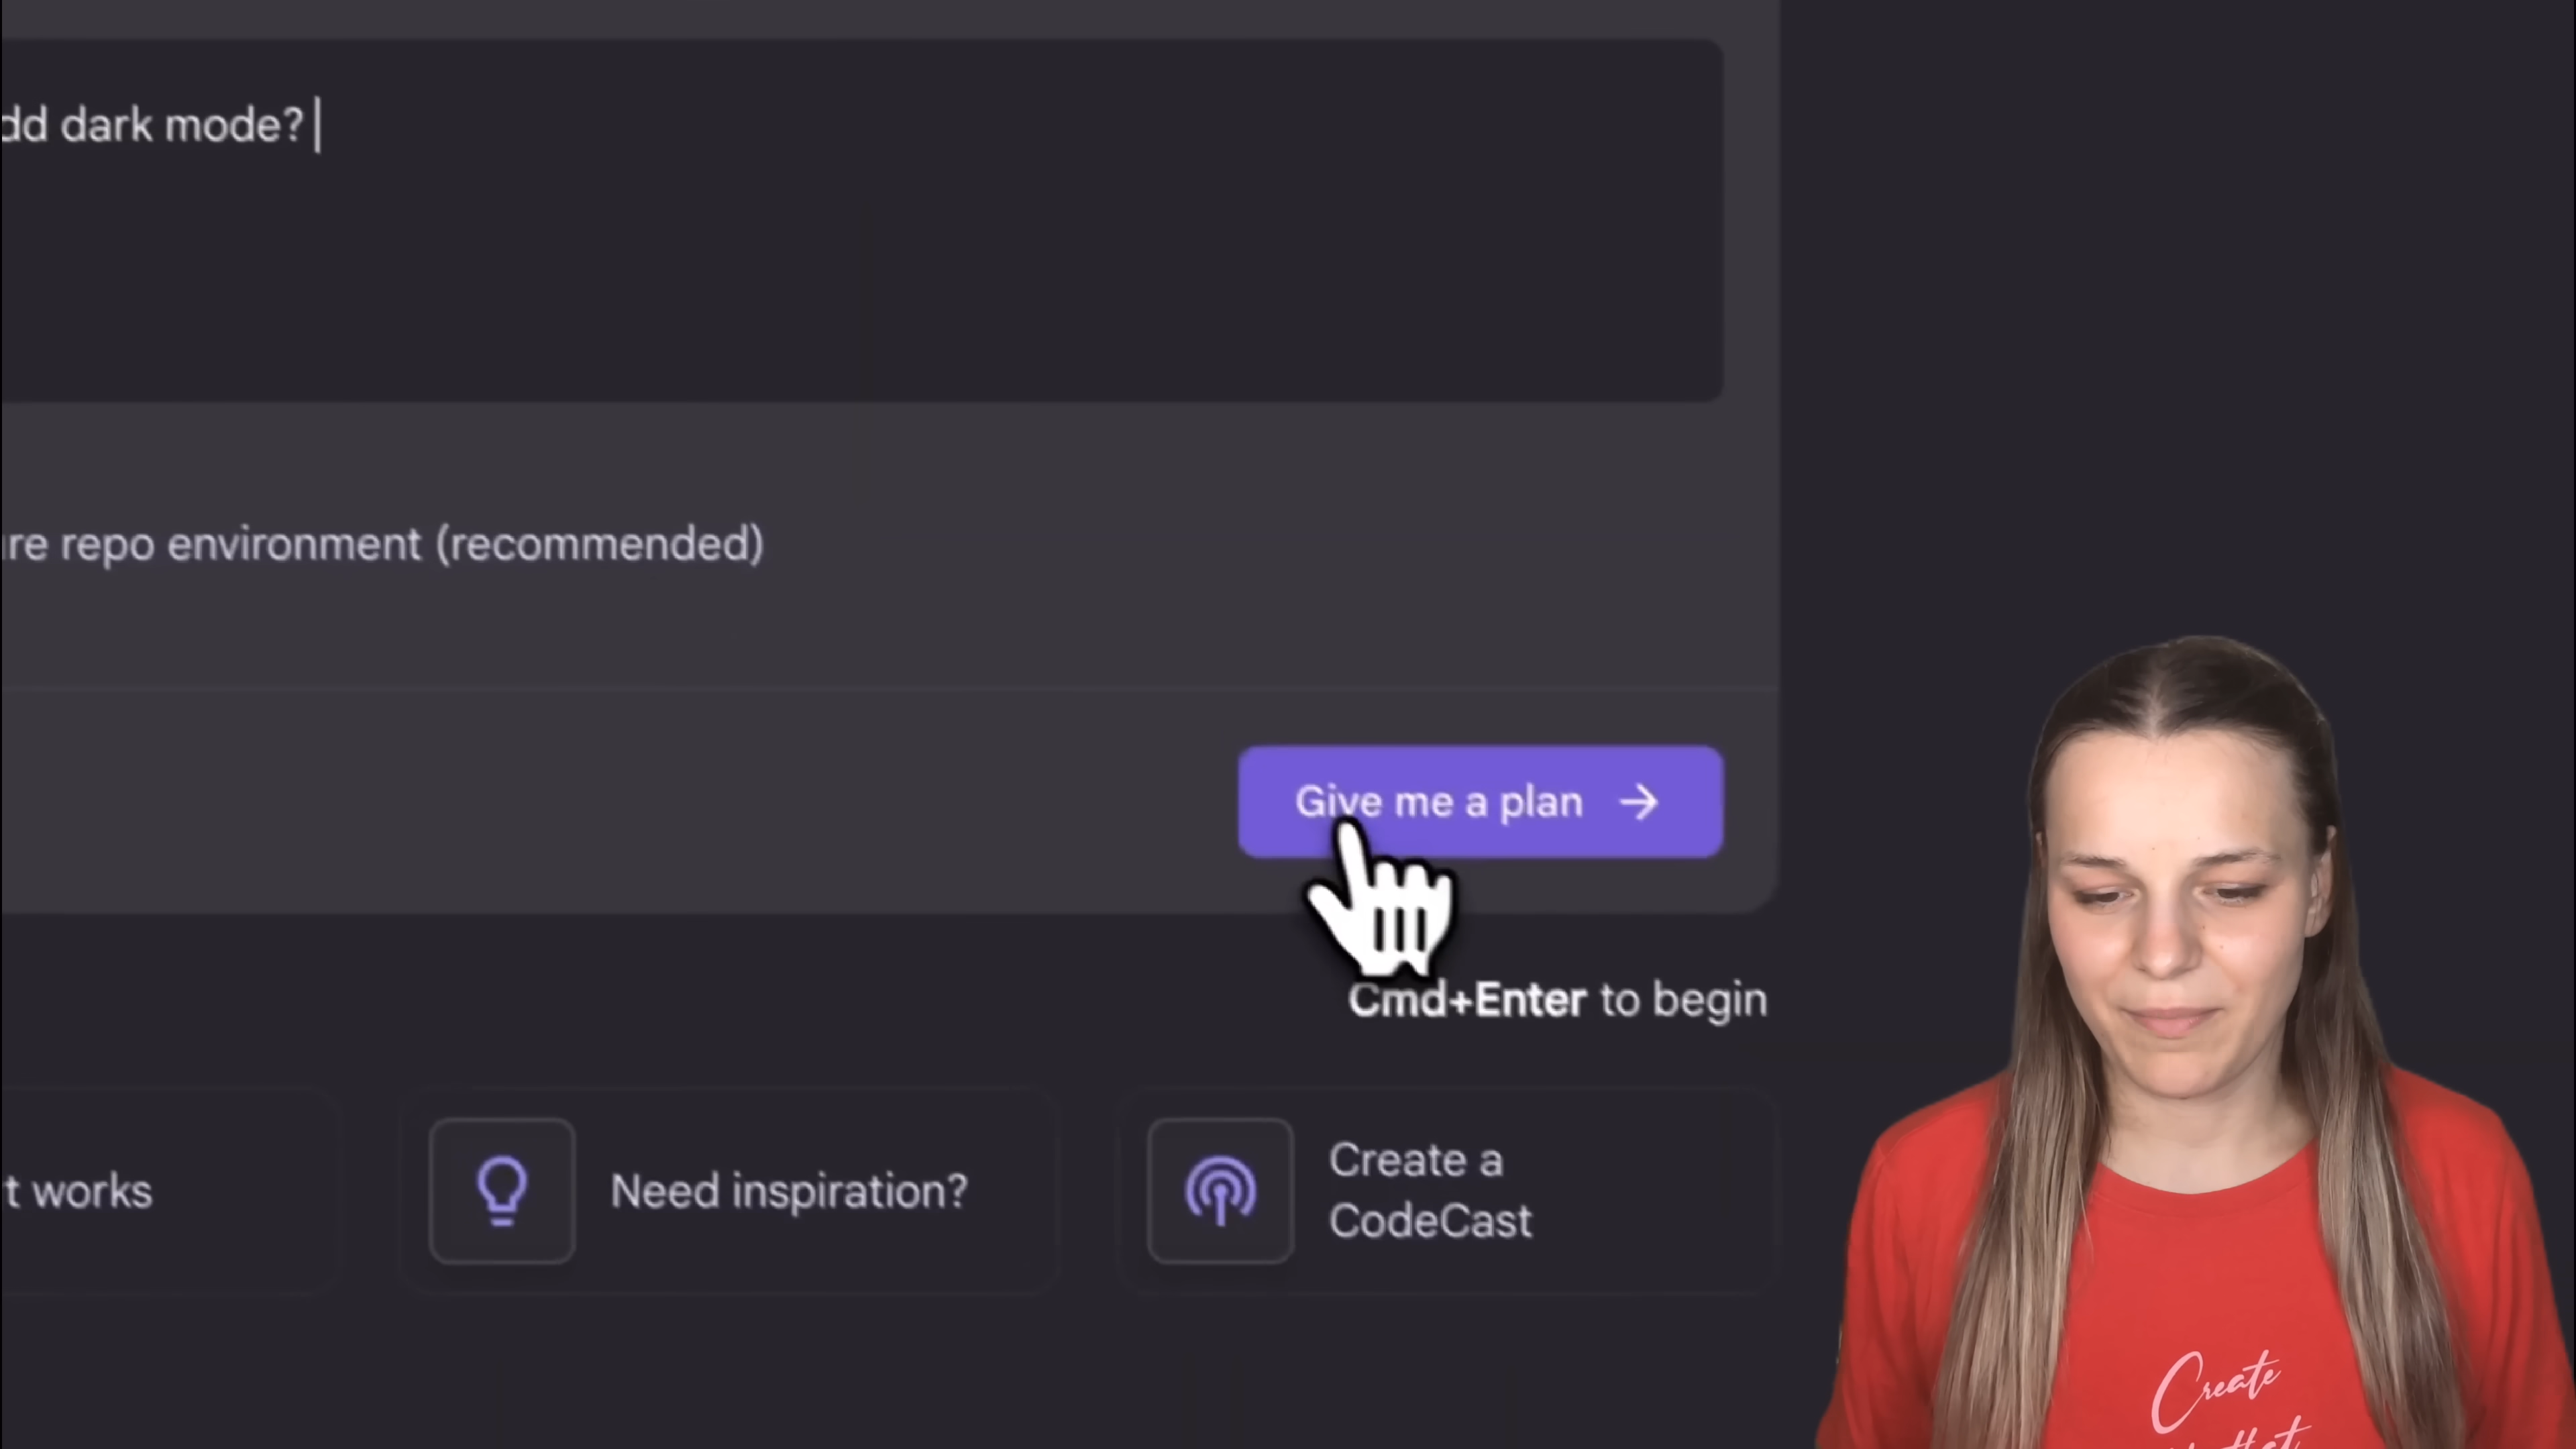 dd dark mode?
re repo environment (recommended)
Give me a plan
Cmd+Enter to begin
t works
Need inspiration?
Create a
CodeCast
Create